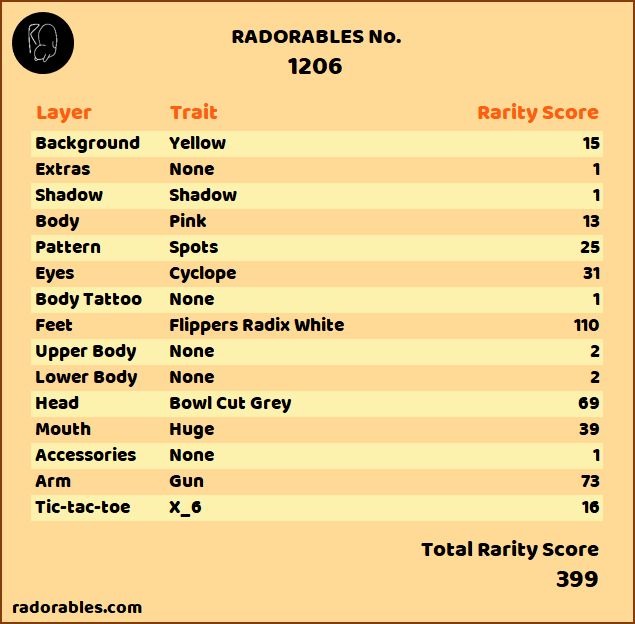 RADORABLES No.
1206
Layer Trait Rarity Score
Background Yellow 15
Extras None 1
Shadow Shadow 1
Body Pink 13
Pattern Spots 25
Eyes Cyclope 31
Body Tattoo None 1
Feet Flippers Radix White 110
Upper Body None 2
Lower Body None 2
Head Bowl Cut Grey 69
Mouth Huge 39
Accessories None 1
Arm Gun 73
Tic-tac-toe X_6 16
Total Rarity Score
399
radorables.com